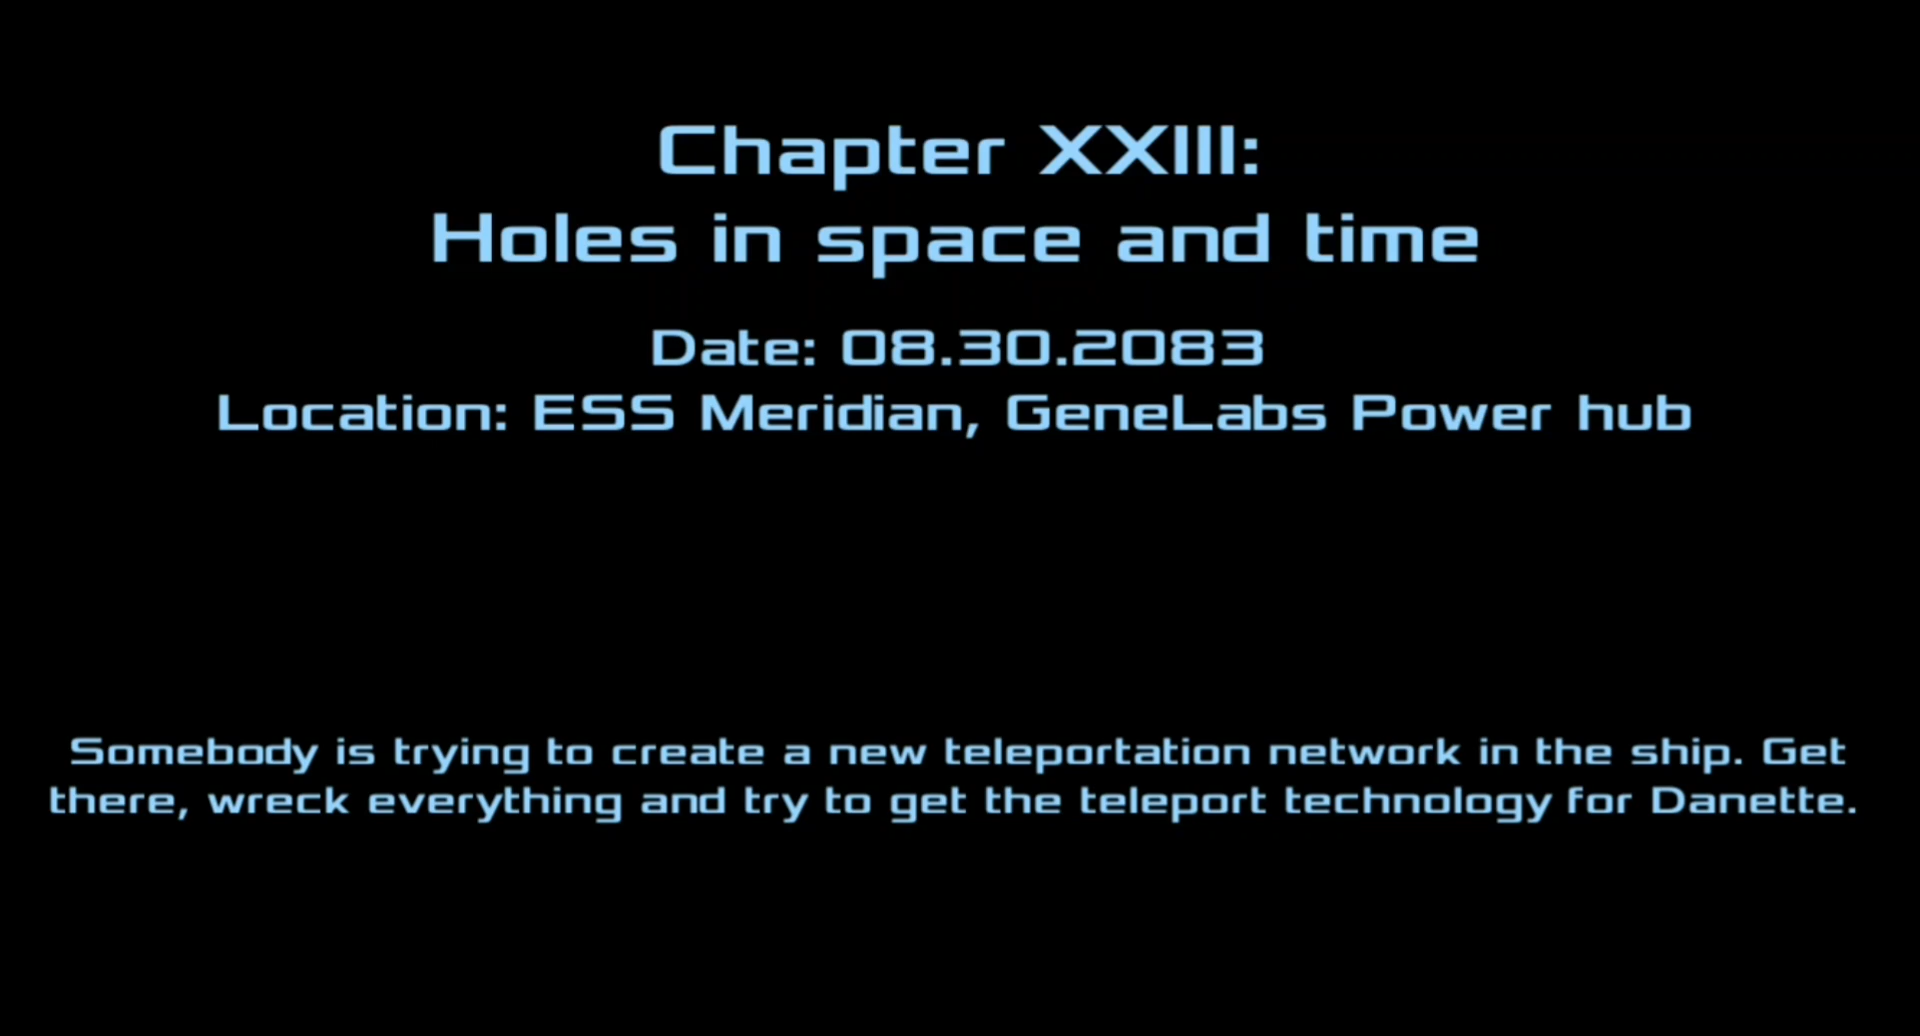 Chapter XXIII:
Holes in space and time
Date: 08.30.2083
Location: ESS Meridian, GeneLabs Power hub
Somebody is trying to create a new teleportation network in the ship. Get
there, wreck everything and try to get the teleport technology for Danette.